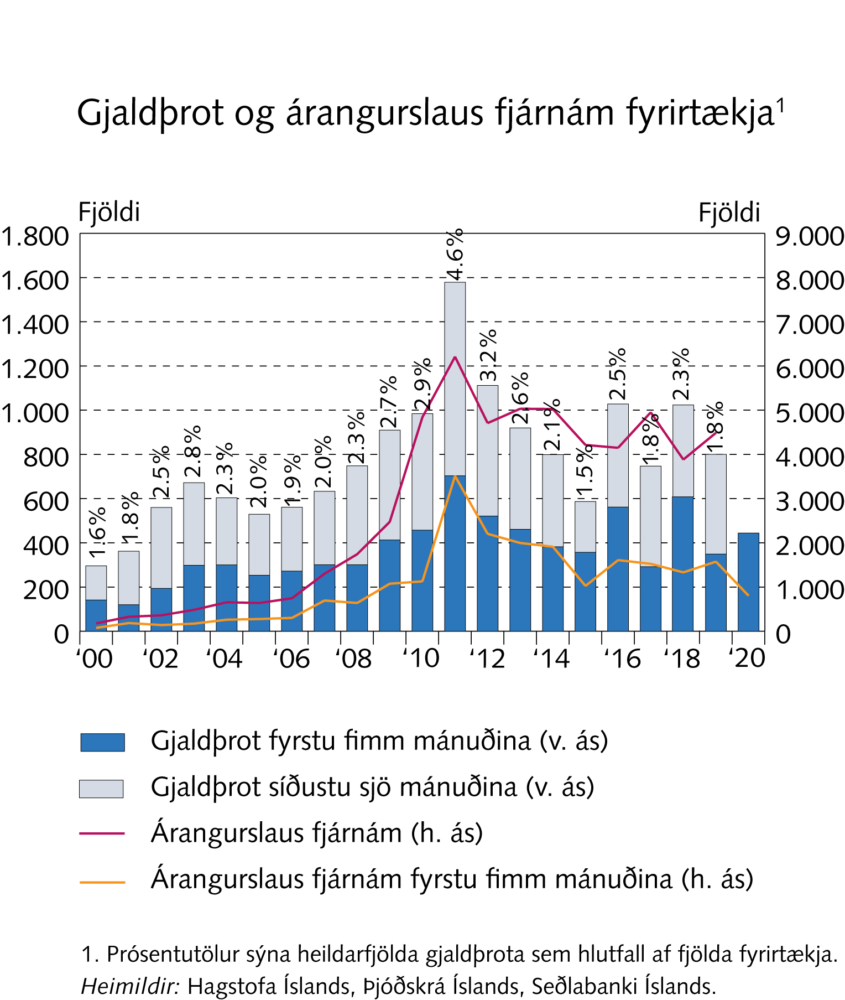 Gjaldþrot og árangurslaus fjárnám fyrirtækja¹
Fjöldi Fjöldi
1.800 9.000
1.600 8.000
1.400 7.000
1.200 6.000
1.000 5.000
800 4.000
600 3.000
400 2.000
200 1.000
0 0
1.6% 1.8% 2.5% 2.8% 2.3% 2.0% 1.9% 2.0% 2.3% 2.7% 2.9% 4.6% 3.2% 2.6% 2.1% 1.5% 2.5% 1.8% 2.3% 1.8%
‘00 ‘02 ‘04 ‘06 ‘08 ‘10 ‘12 ‘14 ‘16 ‘18 ‘20
Gjaldþrot fyrstu fimm mánuðina (v. ás)
Gjaldþrot síðustu sjö mánuðina (v. ás)
Árangurslaus fjárnám (h. ás)
Árangurslaus fjárnám fyrstu fimm mánuðina (h. ás)
1. Prósentutölur sýna heildarfjölda gjaldþrota sem hlutfall af fjölda fyrirtækja.
Heimildir: Hagstofa Íslands, Þjóðskrá Íslands, Seðlabanki Íslands.